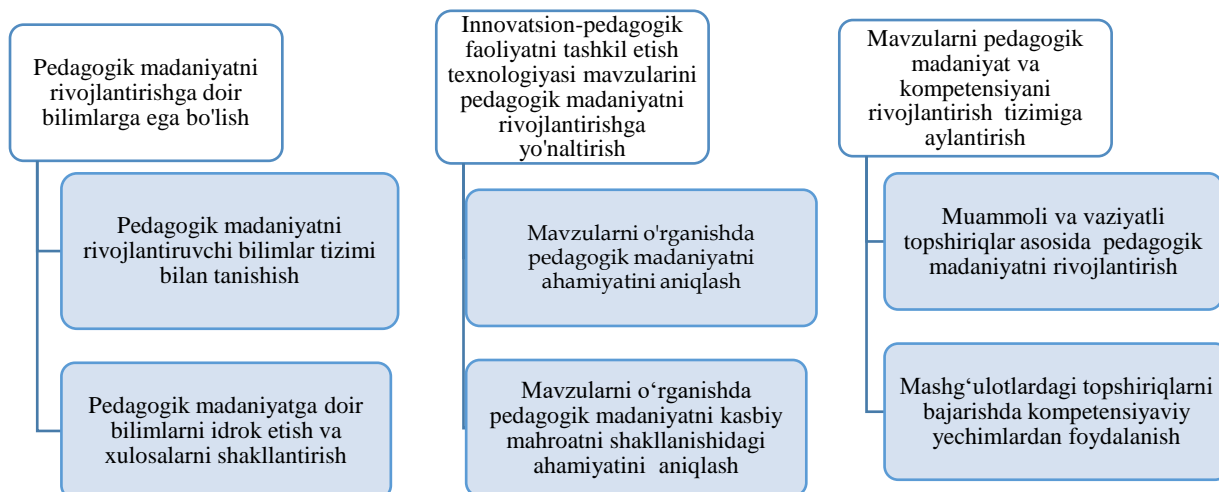 Pedagogik madaniyatni
rivojlantirishga doir
bilimlarga ega bo'lish
Pedagogik madaniyatni
rivojlantiruvchi bilimlar tizimi
bilan tanishish
Pedagogik madaniyatga doir
bilimlarni idrok etish va
xulosalarni shakllantirish
Innovatsion-pedagogik
faoliyatni tashkil etish
texnologiyasi mavzularini
pedagogik madaniyatni
rivojlantirishga
yo'naltirish
Mavzularni o'rganishda
pedagogik madaniyatni
ahamiyatini aniqlash
Mavzularni o‘rganishda
pedagogik madaniyatni kasbiy
mahroatni shakllanishidagi
ahamiyatini aniqlash
Mavzularni pedagogik
madaniyat va
kompetensiyani
rivojlantirish tizimiga
aylantirish
Muammoli va vaziyatli
topshiriqlar asosida pedagogik
madaniyatni rivojlantirish
Mashg‘ulotlardagi topshiriqlarni
bajarishda kompetensiyaviy
yechimlardan foydalanish